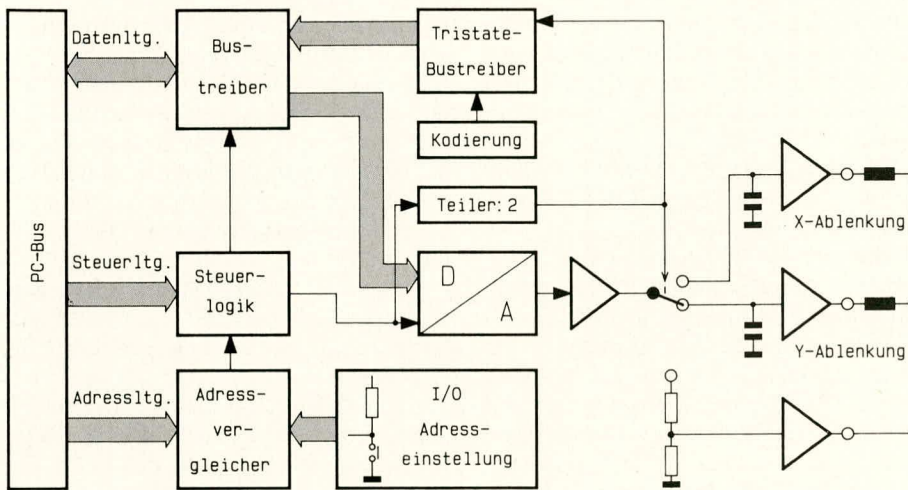 Datenltg.
Bus-
treiber
Tristate-
Bustreiber
Kodierung
Teiler:2
X-Ablenkung
PC-Bus
Steuerltg.
Steuer-
logik
D
A
Y-Ablenkung
Adressltg.
Adress-
ver-
gleicher
I/O
Adress-
einstellung